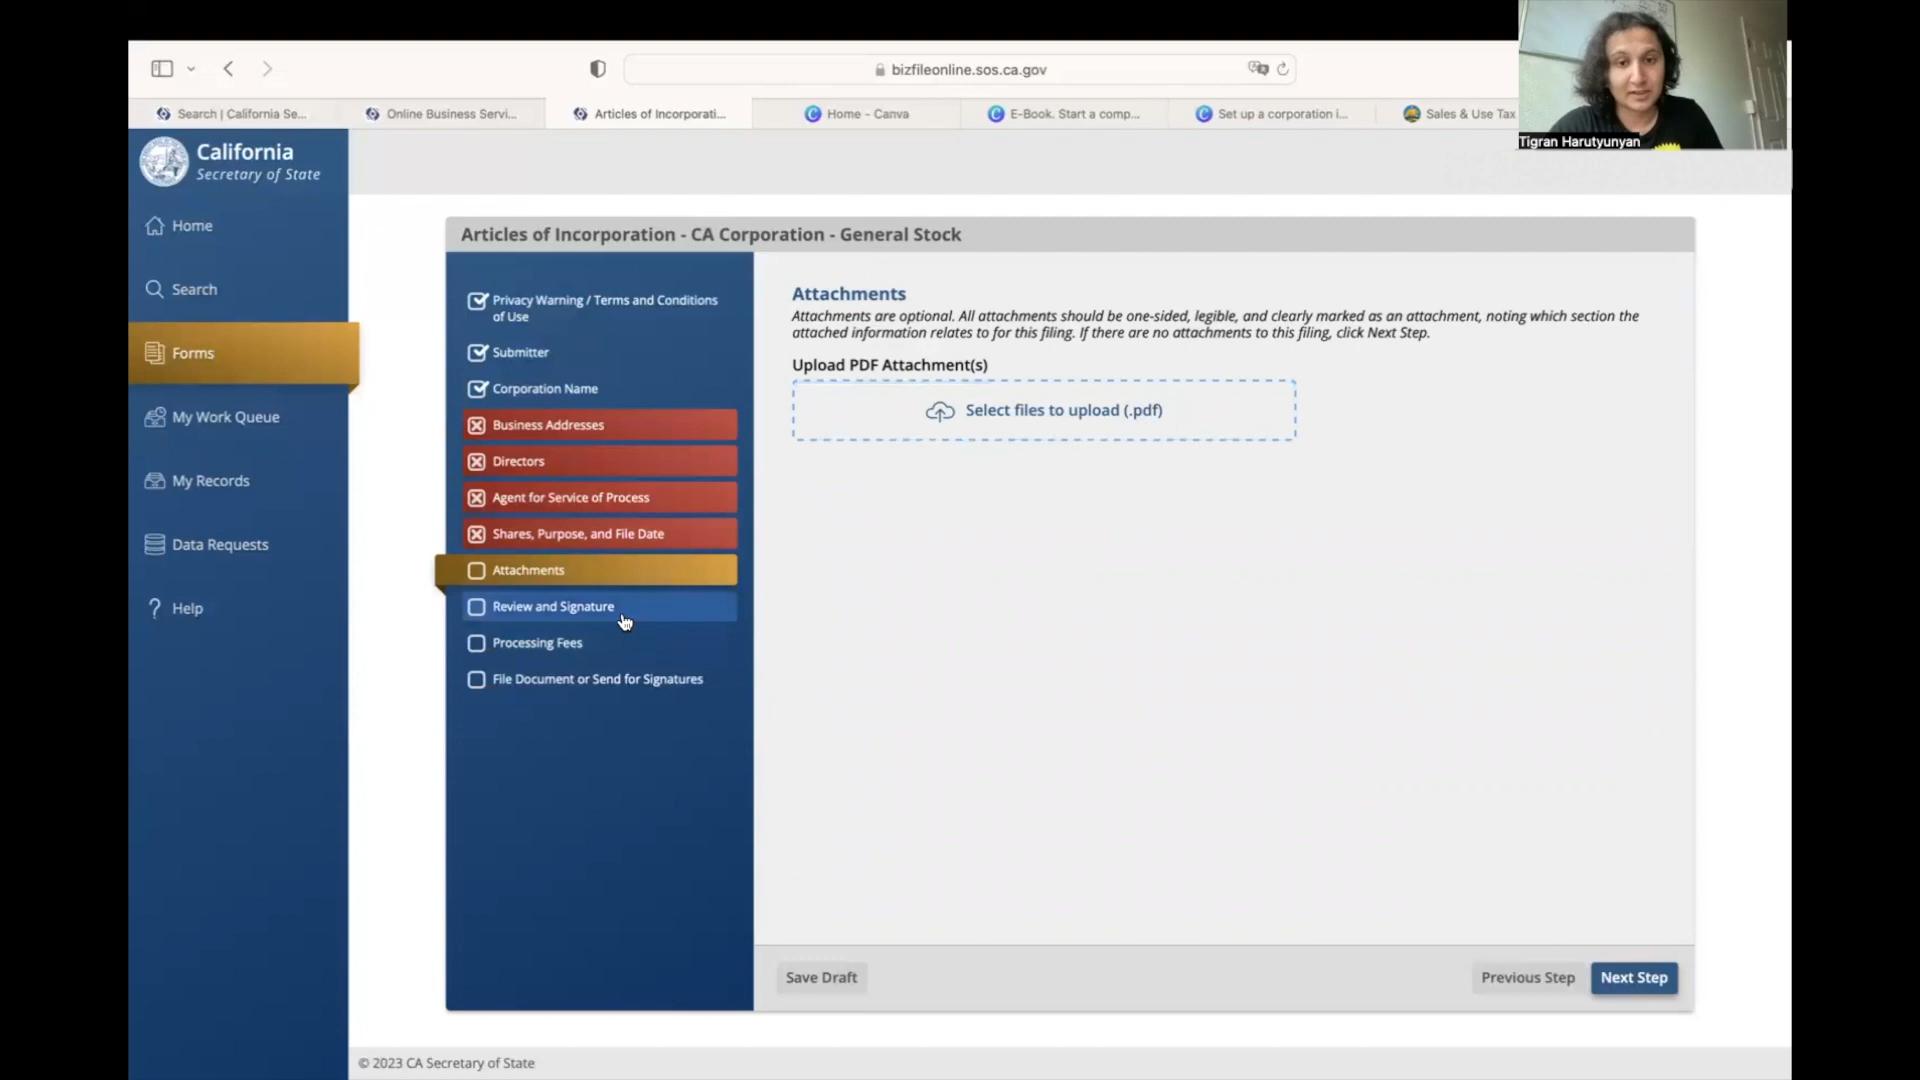 bizfileonline.sos.ca.gov
Search | California Se...
Online Business Servi...
Articles of Incorporati...
Home – Canva
E-Book. Start a comp...
Set up a corporation i...
Sales & Use Tax
Tigran Harutyunyan
California
Secretary of State
Home
Search
Forms
My Work Queue
My Records
Data Requests
? Help
Articles of Incorporation - CA Corporation - General Stock
Privacy Warning / Terms and Conditions
of Use
Submitter
Corporation Name
Business Addresses
Directors
Agent for Service of Process
Shares, Purpose, and File Date
Attachments
Review and Signature
Processing Fees
File Document or Send for Signatures
Attachments
Attachments are optional. All attachments should be one-sided, legible, and clearly marked as an attachment, noting which section the
attached information relates to for this filing. If there are no attachments to this filing, click Next Step.
Upload PDF Attachment(s)
Select files to upload (.pdf)
Save Draft
Previous Step
Next Step
© 2023 CA Secretary of State